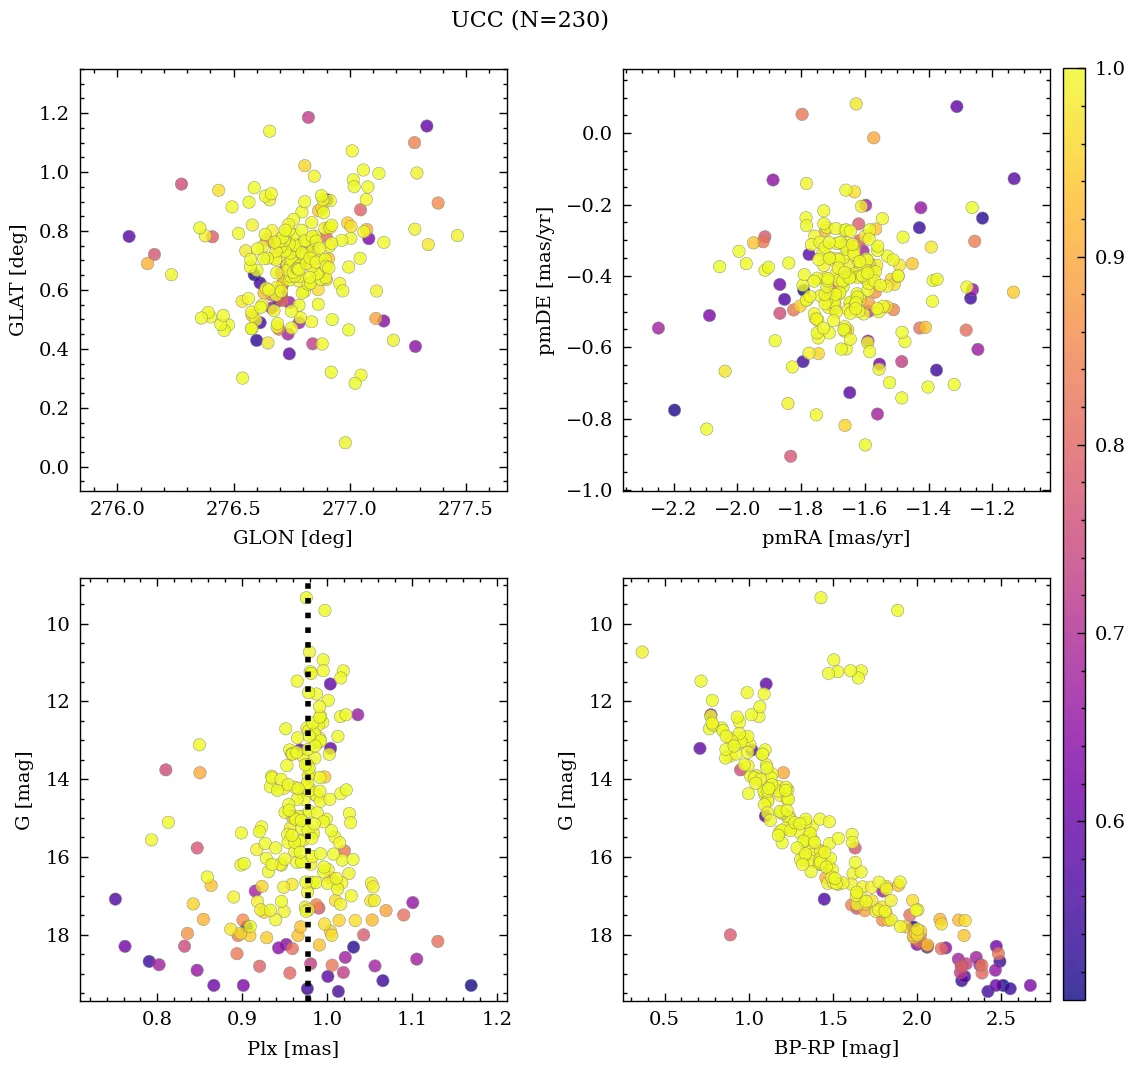 UCC (N=230)
1.2
1.0
0.8
0.6
0.4
0.2
0.0
GLAT [deg]
276.0 276.5 277.0 277.5
GLON [deg]
0.0
−0.2
−0.4
−0.6
−0.8
−1.0
pmDE [mas/yr]
−2.2 −2.0 −1.8 −1.6 −1.4 −1.2
pmRA [mas/yr]
10
12
14
16
18
G [mag]
0.8 0.9 1.0 1.1 1.2
Plx [mas]
10
12
14
16
18
G [mag]
0.5 1.0 1.5 2.0 2.5
BP-RP [mag]
1.0
0.9
0.8
0.7
0.6